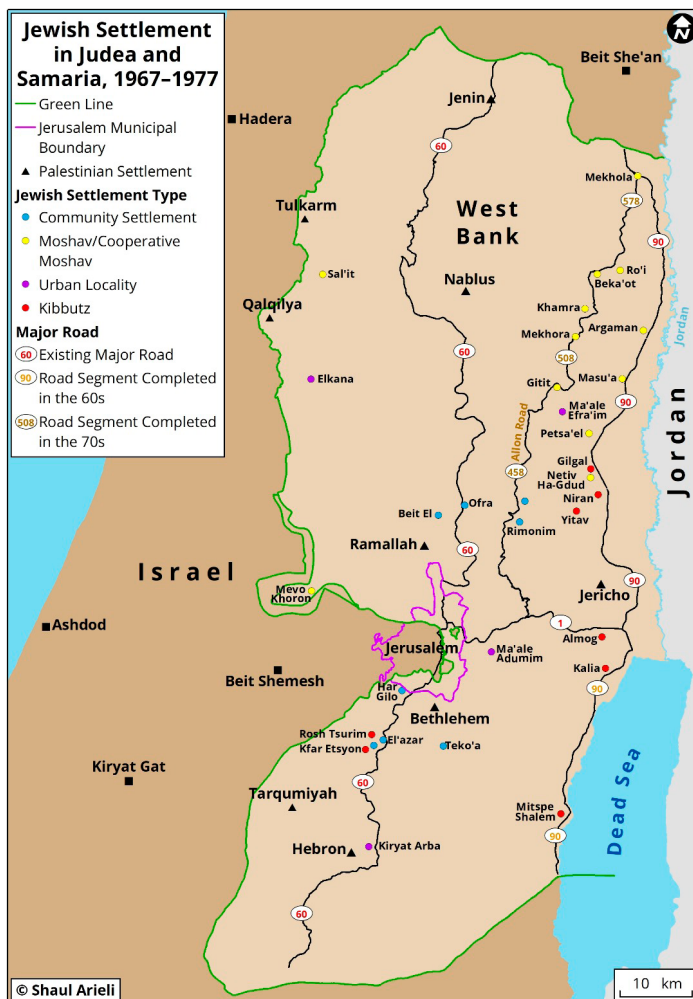 Jewish Settlement
in Judea and
Samaria, 1967–1977
Green Line
Jerusalem Municipal
Boundary
Palestinian Settlement
Jewish Settlement Type
Community Settlement
Moshav/Cooperative
Moshav
Urban Locality
Kibbutz
Major Road
60 Existing Major Road
90 Road Segment Completed
in the 60s
508 Road Segment Completed
in the 70s
N
Beit She'an
Hadera
Jenin
60
Mekhola
578
Tulkarm
West
Bank
90
Sal'it
Nablus
Ro'i
Beka'ot
Qalqilya
Khamra
Argaman
Jordan
Mekhora
60
508
Elkana
Gitit
Masu'a
90
Ma'ale
Efra'im
Allon Road
Petsa'el
Jordan
458
Gilgal
Netiv
Ha-Gdud
Niran
Yitav
Ofra
Beit El
Rimonim
Ramallah
60
Israel
Mevo
Khoron
90
Jericho
Ashdod
1
Almog
Jerusalem
Ma'ale
Adumim
Kalia
Beit Shemesh
90
Har
Gilo
Bethlehem
Rosh Tsurim
El'azar
Kfar Etsyon
Teko'a
Kiryat Gat
60
Dead Sea
Tarqumiyah
Mitspe
Shalem
90
Hebron
Kiryat Arba
60
10 km
© Shaul Arieli